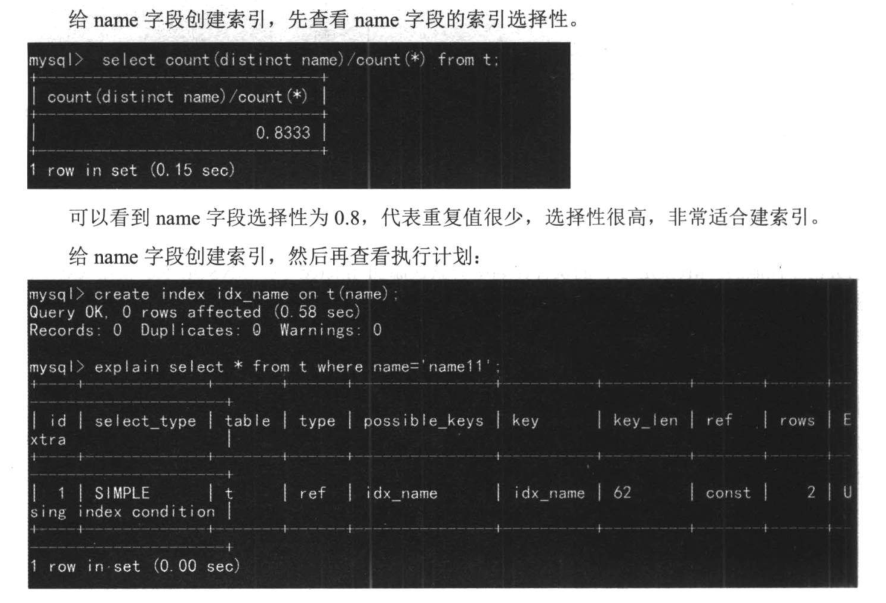 给 name 字段创建索引，先查看 name 字段的索引选择性。
mysql> select count(distinct name)/count(*) from t;
+-----------------------------+
| count(distinct name)/count(*) |
+-----------------------------+
| 0.8333 |
+-----------------------------+
1 row in set (0.15 sec)
可以看到 name 字段选择性为 0.8，代表重复值很少，选择性很高，非常适合建索引。
给 name 字段创建索引，然后再查看执行计划：
mysql> create index idx_name on t(name);
Query OK, 0 rows affected (0.58 sec)
Records: 0 Duplicates: 0 Warnings: 0
mysql> explain select * from t where name='name11';
| id | select_type | table | type | possible_keys | key | key_len | ref | rows | E
xtra |
| 1 | SIMPLE | t | ref | idx_name | idx_name | 62 | const | 2 | U
sing index condition |
1 row in set (0.00 sec)